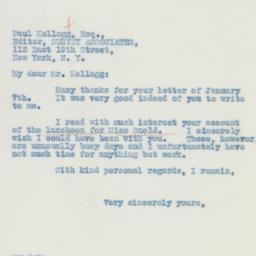 Paul Kellogg, Esq.,
Editor, SURVEY ASSOCIATES,
112 East 19th Street,
New York, N. Y.
My dear Mr. Kellogg:
Many thanks for your letter of January
7th. It was very good indeed of you to write
to me.
I read with much interest your account
of the luncheon for Miss Szold. I sincerely
wish I could have been with you. These, however,
are unusually busy days and I unfortunately have
not much time for anything but work.
With kind personal regards, I remain,
Very sincerely yours,